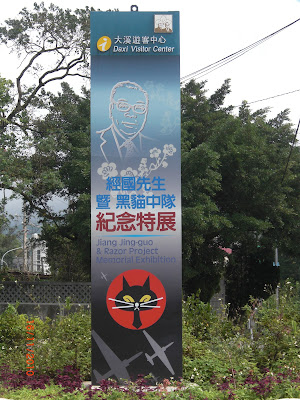 大溪遊客中心
Daxi Visitor Center
經國先生
暨 黑貓中隊
紀念特展
Jiang Jing-guo
& Razor Project
Memorial Exhibition